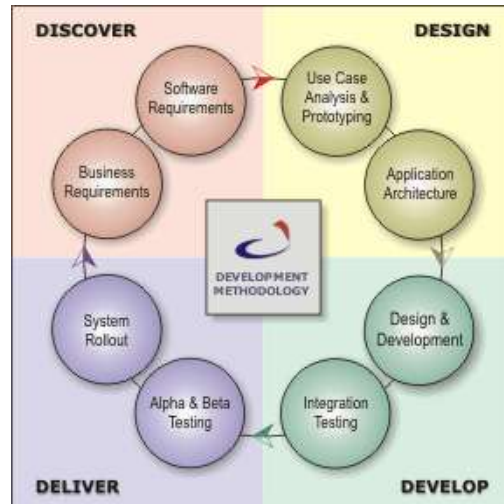 DISCOVER
DESIGN
Software
Requirements
Use Case
Analysis &
Prototyping
Business
Requirements
Application
Architecture
DEVELOPMENT
METHODOLOGY
System
Rollout
Design &
Development
Alpha & Beta
Testing
Integration
Testing
DELIVER
DEVELOP